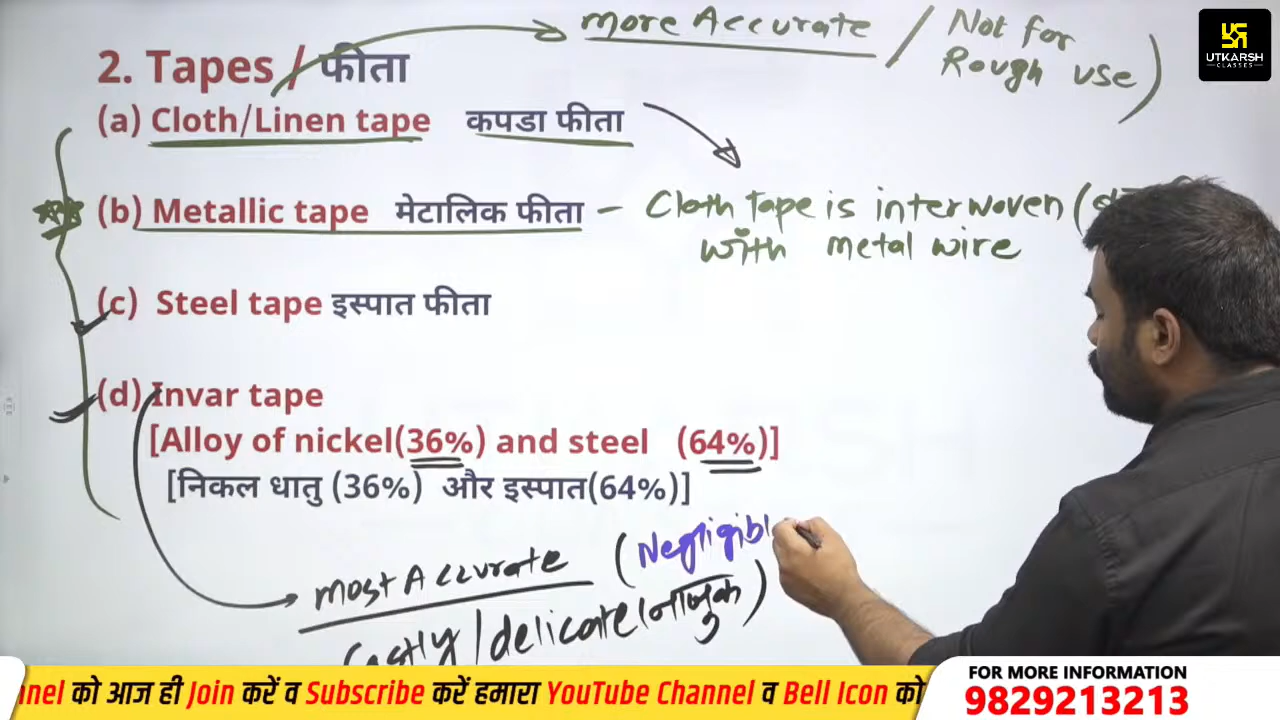 more Accurate / Not for Rough use)
UTKARSH
CLASSES
2. Tapes / फीता
(a) Cloth/Linen tape कपडा फीता
(b) Metallic tape मेटालिक फीता - Cloth Tape is interwoven (
with metal wire
(c) Steel tape इस्पात फीता
(d) Invar tape
[Alloy of nickel(36%) and steel (64%)]
[निकल धातु (36%) और इस्पात(64%)]
most Accurate (Negligibl
Costly / delicate (नाजुक)
nnel को आज ही Join करें व Subscribe करें हमारा YouTube Channel व Bell Icon को
FOR MORE INFORMATION
9829213213